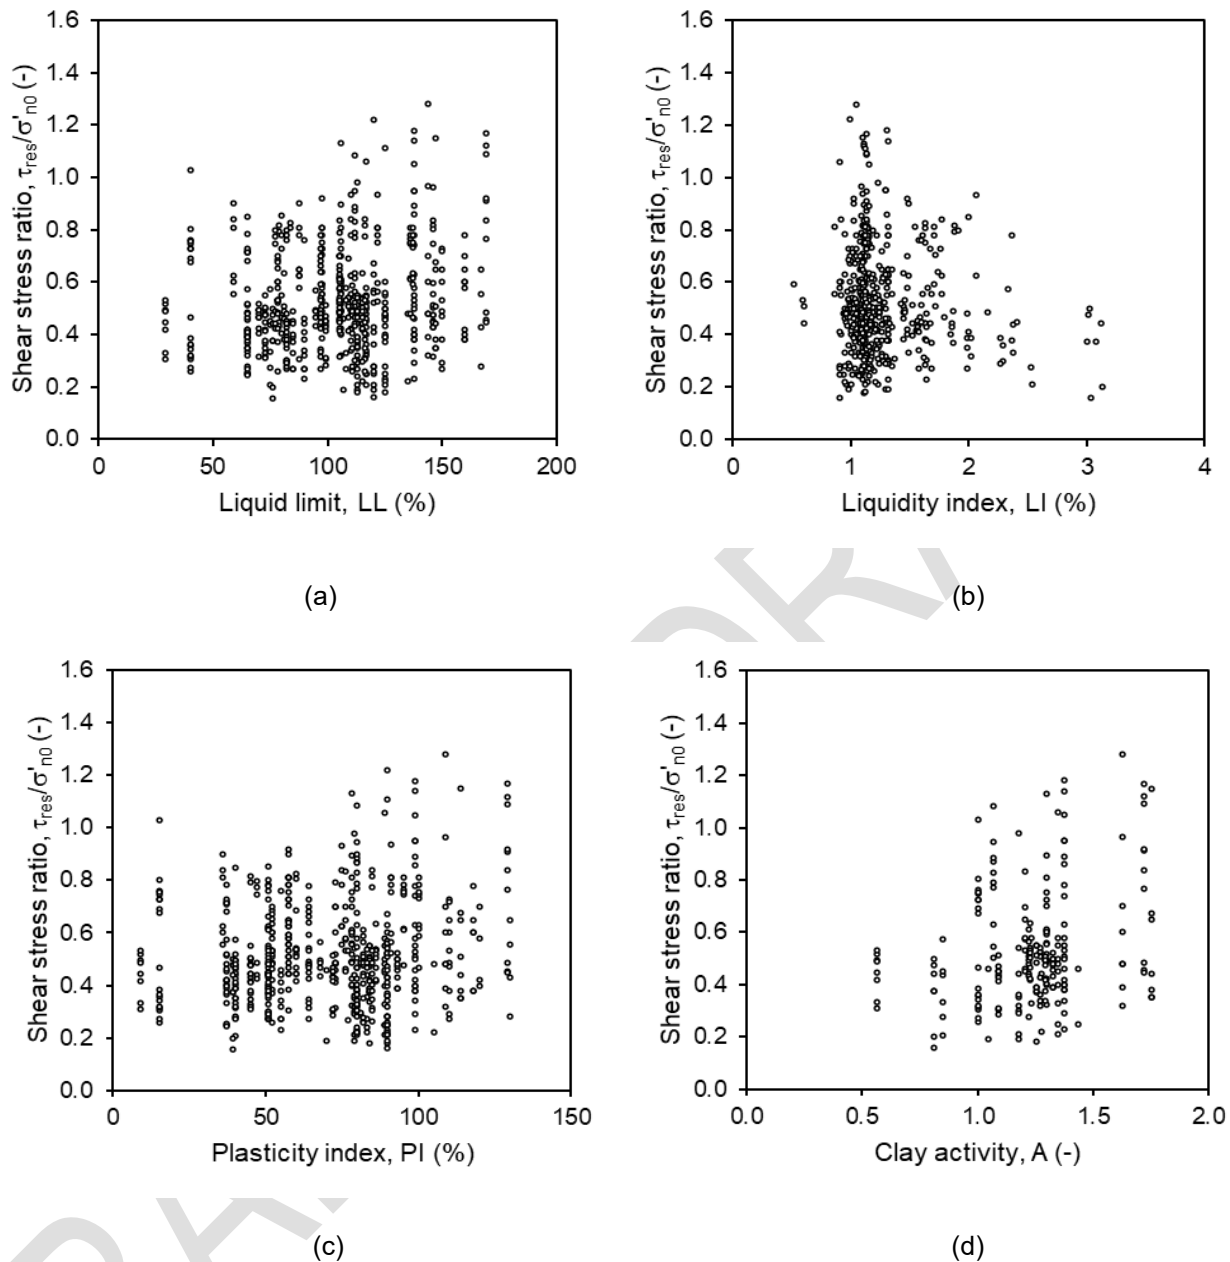 1.6
1.4
1.2
1.0
0.8
0.6
0.4
0.2
0.0
Shear stress ratio, τres/σ'n0 (-)
0 50 100 150 200
Liquid limit, LL (%)
(a)
1.6
1.4
1.2
1.0
0.8
0.6
0.4
0.2
0.0
Shear stress ratio, τres/σ'n0 (-)
0 1 2 3 4
Liquidity index, LI (%)
(b)
1.6
1.4
1.2
1.0
0.8
0.6
0.4
0.2
0.0
Shear stress ratio, τres/σ'n0 (-)
0 50 100 150
Plasticity index, PI (%)
(c)
1.6
1.4
1.2
1.0
0.8
0.6
0.4
0.2
0.0
Shear stress ratio, τres/σ'n0 (-)
0.0 0.5 1.0 1.5 2.0
Clay activity, A (-)
(d)